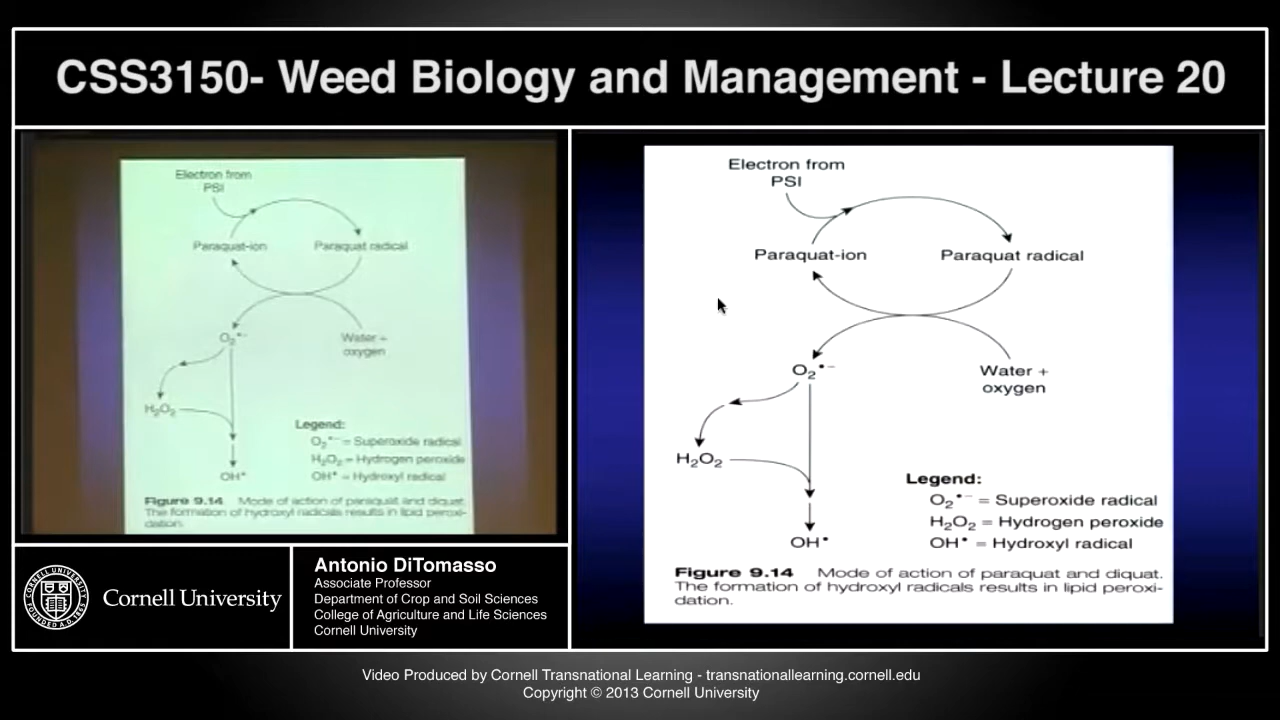 CSS3150- Weed Biology and Management - Lecture 20
Electron from
PSI
Paraquat-ion
Paraquat radical
O₂•–
Water +
oxygen
H₂O₂
OH•
Legend:
O₂•– = Superoxide radical
H₂O₂ = Hydrogen peroxide
OH• = Hydroxyl radical
Figure 9.14 Mode of action of paraquat and diquat.
The formation of hydroxyl radicals results in lipid peroxi-
dation.
Electron from
PSI
Paraquat-ion
Paraquat radical
O₂•–
Water +
oxygen
H₂O₂
OH•
Legend:
O₂•– = Superoxide radical
H₂O₂ = Hydrogen peroxide
OH• = Hydroxyl radical
Figure 9.14 Mode of action of paraquat and diquat.
The formation of hydroxyl radicals results in lipid peroxi-
dation.
Cornell University
Antonio DiTomasso
Associate Professor
Department of Crop and Soil Sciences
College of Agriculture and Life Sciences
Cornell University
Video Produced by Cornell Transnational Learning - transnationallearning.cornell.edu
Copyright © 2013 Cornell University